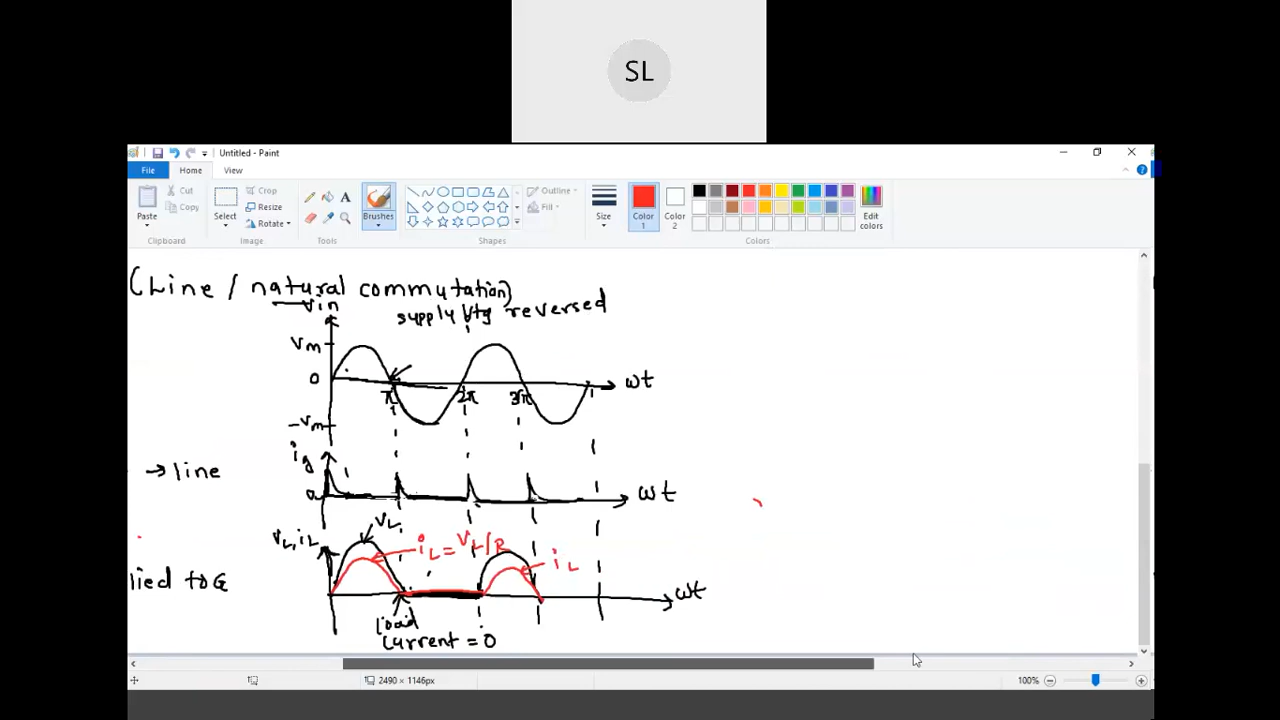 SL
Untitled - Paint
File Home View
Paste
Cut
Copy
Clipboard
Select
Crop
Resize
Rotate
Image
Tools
Brushes
Shapes
Outline
Fill
Size
Color 1
Color 2
Edit colors
Colors
(Line / natural commutation)
Vin
supply Vtg reversed
Vm
0
ωt
π
2π
3π
-Vm
ig
→ line
0
ωt
VL, iL
VL
iL = VL/R
iL
lied to G
ωt
load
current = 0
2490 × 1146px
100%